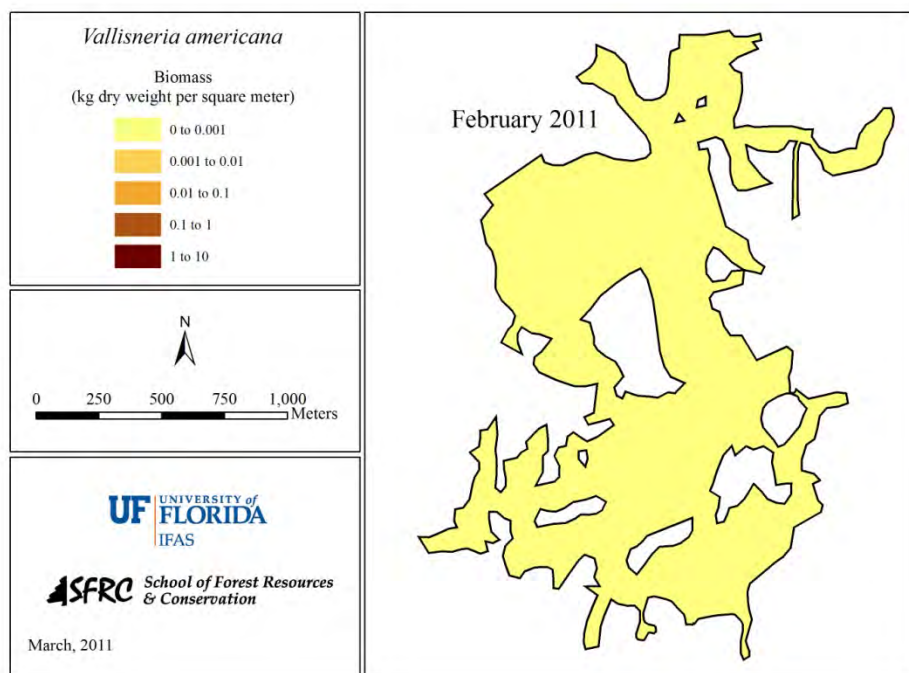 Vallisneria americana
Biomass
(kg dry weight per square meter)
0 to 0.001
0.001 to 0.01
0.01 to 0.1
0.1 to 1
1 to 10
N
0 250 500 750 1,000
Meters
UF UNIVERSITY of
FLORIDA
IFAS
SFRC School of Forest Resources
& Conservation
March, 2011
February 2011